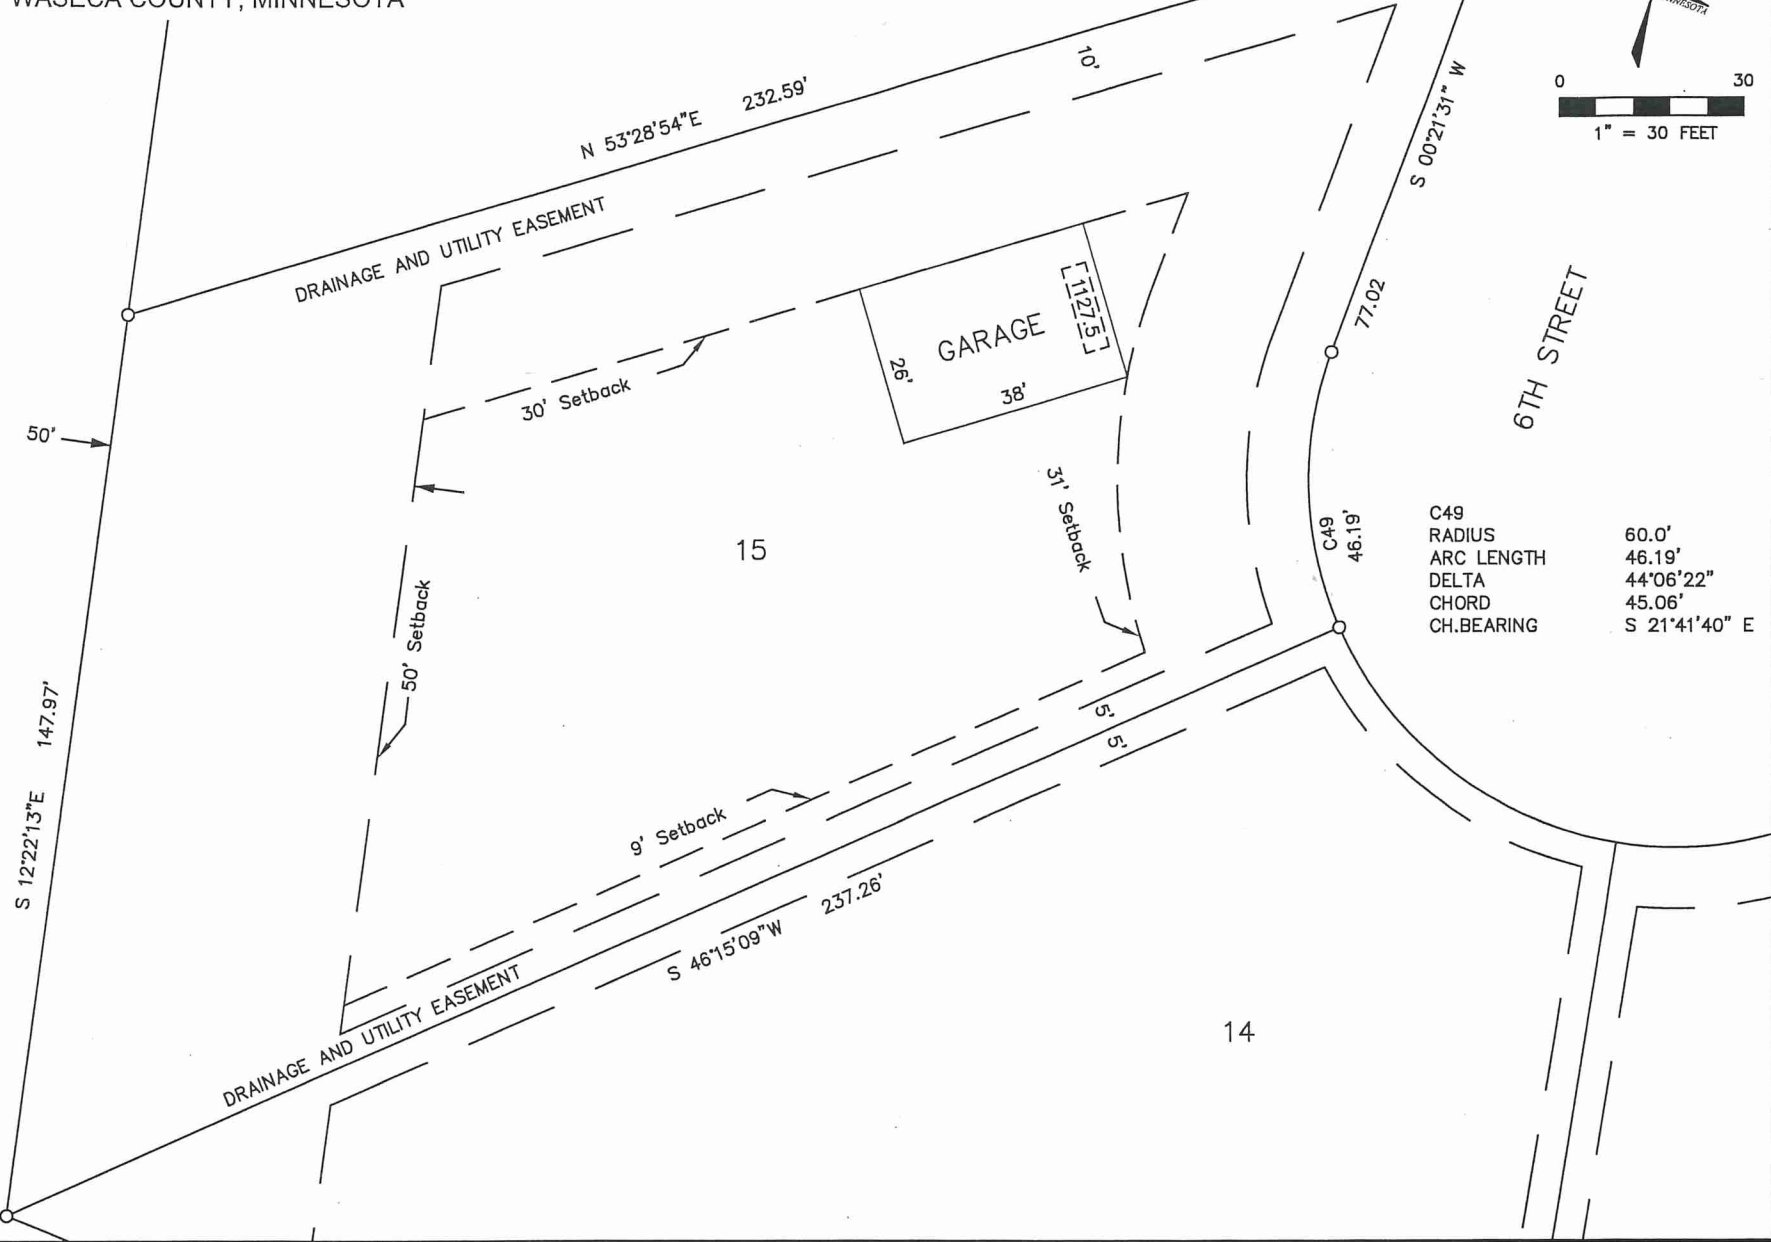 WASECA COUNTY, MINNESOTA
0 30
1" = 30 FEET
10'
N 53°28'54"E 232.59'
S 00°21'31" W
77.02
DRAINAGE AND UTILITY EASEMENT
6TH STREET
GARAGE
1127.5
26'
38'
30' Setback
50'
31' Setback
15
C49
46.19'
C49
RADIUS 60.0'
ARC LENGTH 46.19'
DELTA 44°06'22"
CHORD 45.06'
CH.BEARING S 21°41'40" E
50' Setback
S 12°22'13"E 147.97'
5'
5'
9' Setback
S 46°15'09"W 237.26'
DRAINAGE AND UTILITY EASEMENT
14